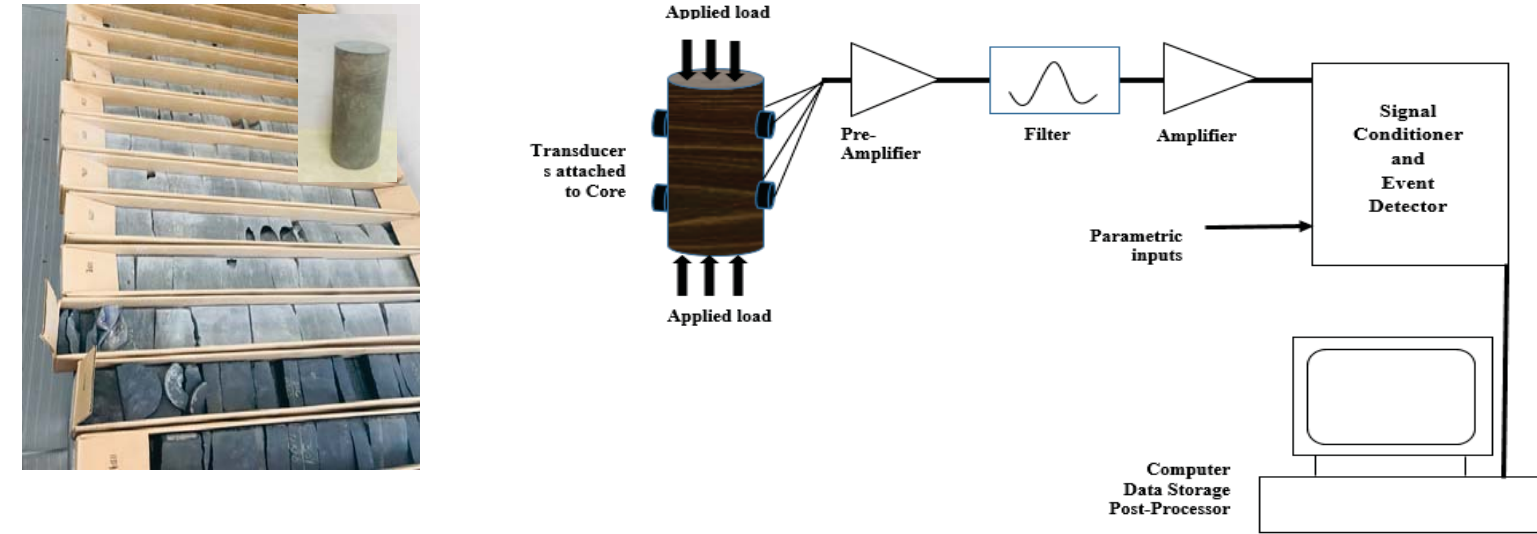 Applied load
Transducer
s attached
to Core
Applied load
Pre-
Amplifier
Filter
Amplifier
Signal
Conditioner
and
Event
Detector
Parametric
inputs
Computer
Data Storage
Post-Processor